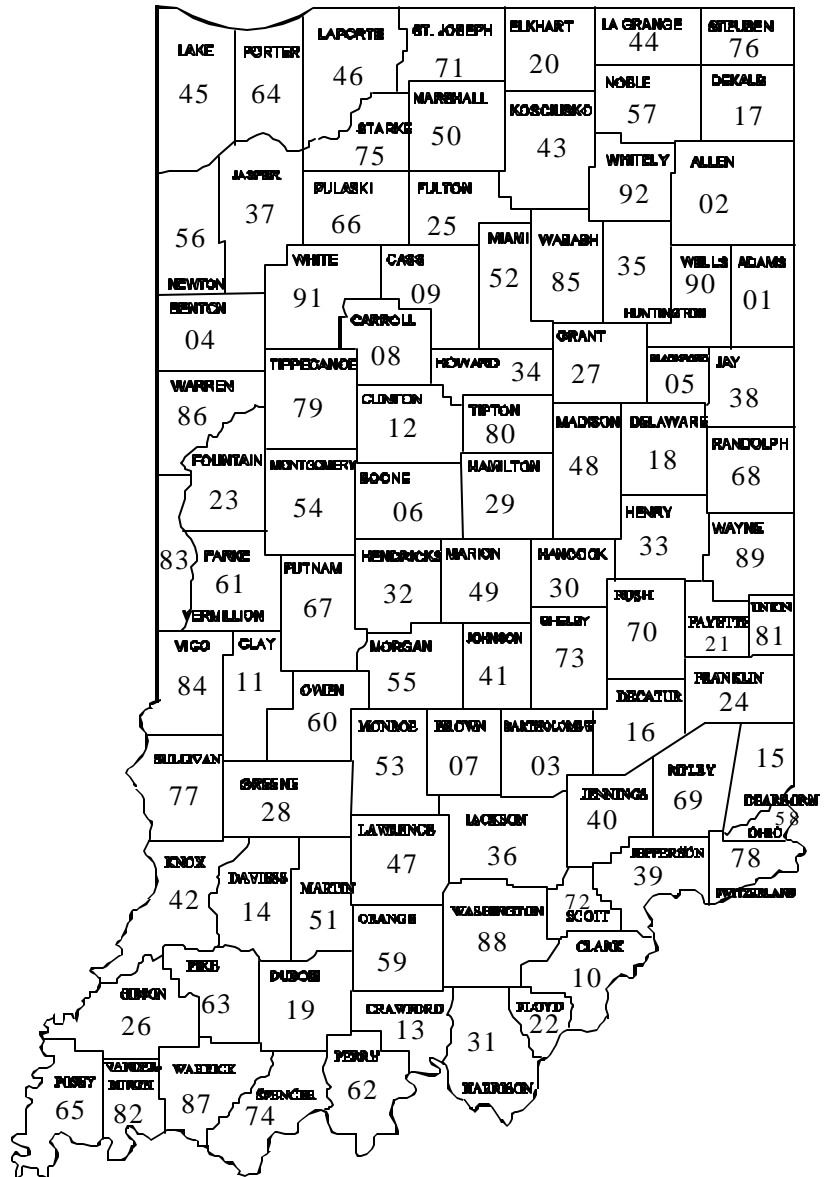 LAKE
45
PORTER
64
LAPORTE
46
ST. JOSEPH
71
ELKHART
20
LA GRANGE
44
STEUBEN
76
NOBLE
57
DEKALB
17
MARSHALL
50
STARKE
75
KOSCIUSKO
43
WHITELY
92
ALLEN
02
JASPER
37
PULASKI
66
FULTON
25
56
NEWTON
MIAMI
52
WABASH
85
35
HUNTINGTON
WELLS
90
ADAMS
01
WHITE
91
CASS
09
BENTON
04
CARROLL
08
HOWARD
34
GRANT
27
BLACKFORD
05
JAY
38
TIPPECANOE
79
WARREN
86
CLINTON
12
TIPTON
80
MADISON
48
DELAWARE
18
RANDOLPH
68
FOUNTAIN
23
MONTGOMERY
54
BOONE
06
HAMILTON
29
HENRY
33
WAYNE
89
83
VERMILLION
PARKE
61
PUTNAM
67
HENDRICKS
32
MARION
49
HANCOCK
30
RUSH
70
FAYETTE
21
UNION
81
SHELBY
73
VIGO
84
CLAY
11
MORGAN
55
JOHNSON
41
OWEN
60
DECATUR
16
FRANKLIN
24
MONROE
53
BROWN
07
BARTHOLOMEW
03
SULLIVAN
77
GREENE
28
JENNINGS
40
RIPLEY
69
15
DEARBORN
58
OHIO
LAWRENCE
47
JACKSON
36
JEFFERSON
39
78
SWITZERLAND
KNOX
42
DAVIESS
14
MARTIN
51
ORANGE
59
WASHINGTON
88
72
SCOTT
CLARK
10
PIKE
63
DUBOIS
19
GIBSON
26
CRAWFORD
13
31
HARRISON
FLOYD
22
POSEY
65
VANDER-
BURGH
82
WARRICK
87
SPENCER
74
PERRY
62